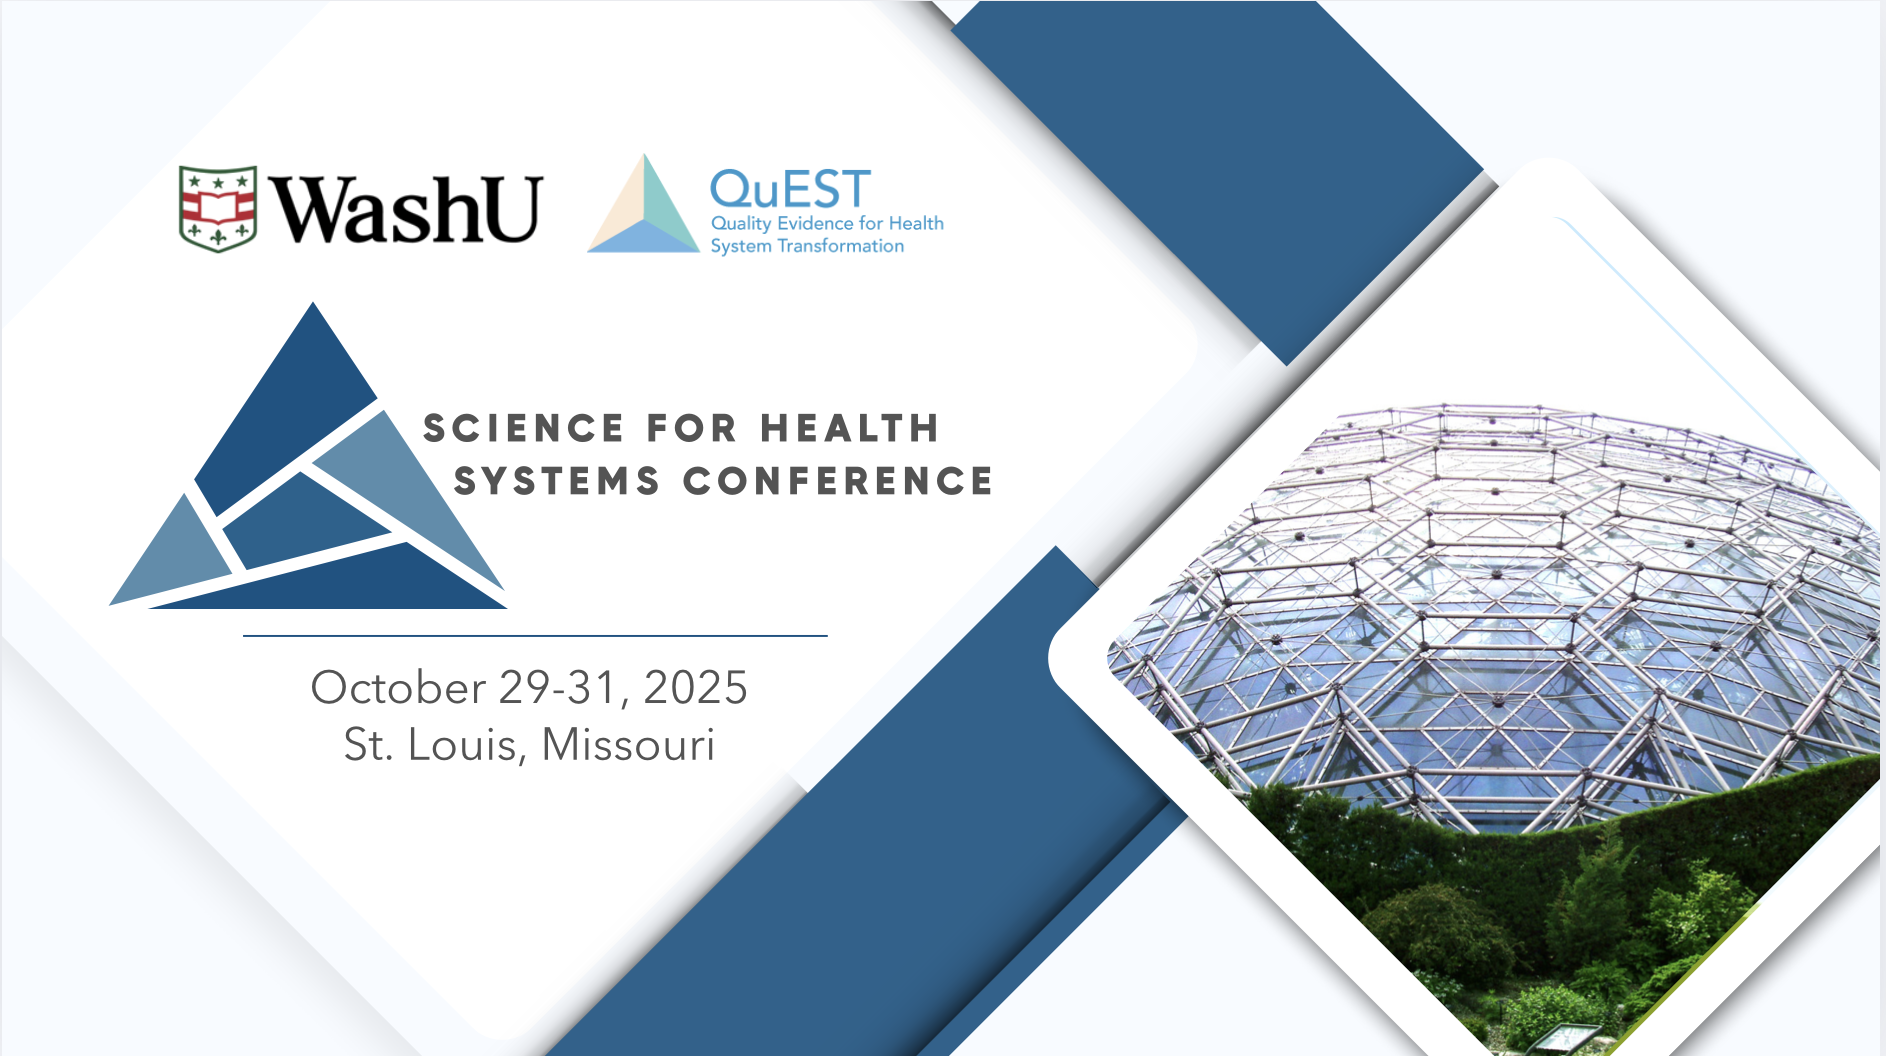 WashU
QuEST
Quality Evidence for Health
System Transformation
SCIENCE FOR HEALTH
SYSTEMS CONFERENCE
October 29-31, 2025
St. Louis, Missouri